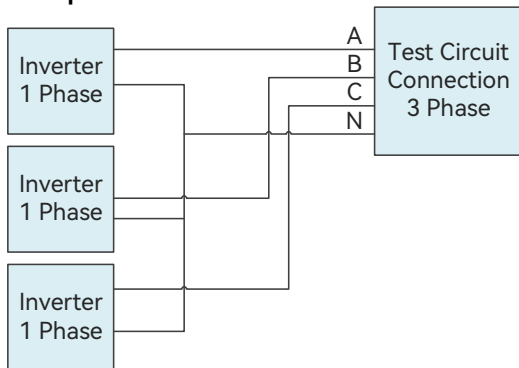 Inverter
1 Phase
Inverter
1 Phase
Inverter
1 Phase
A
B
C
N
Test Circuit
Connection
3 Phase